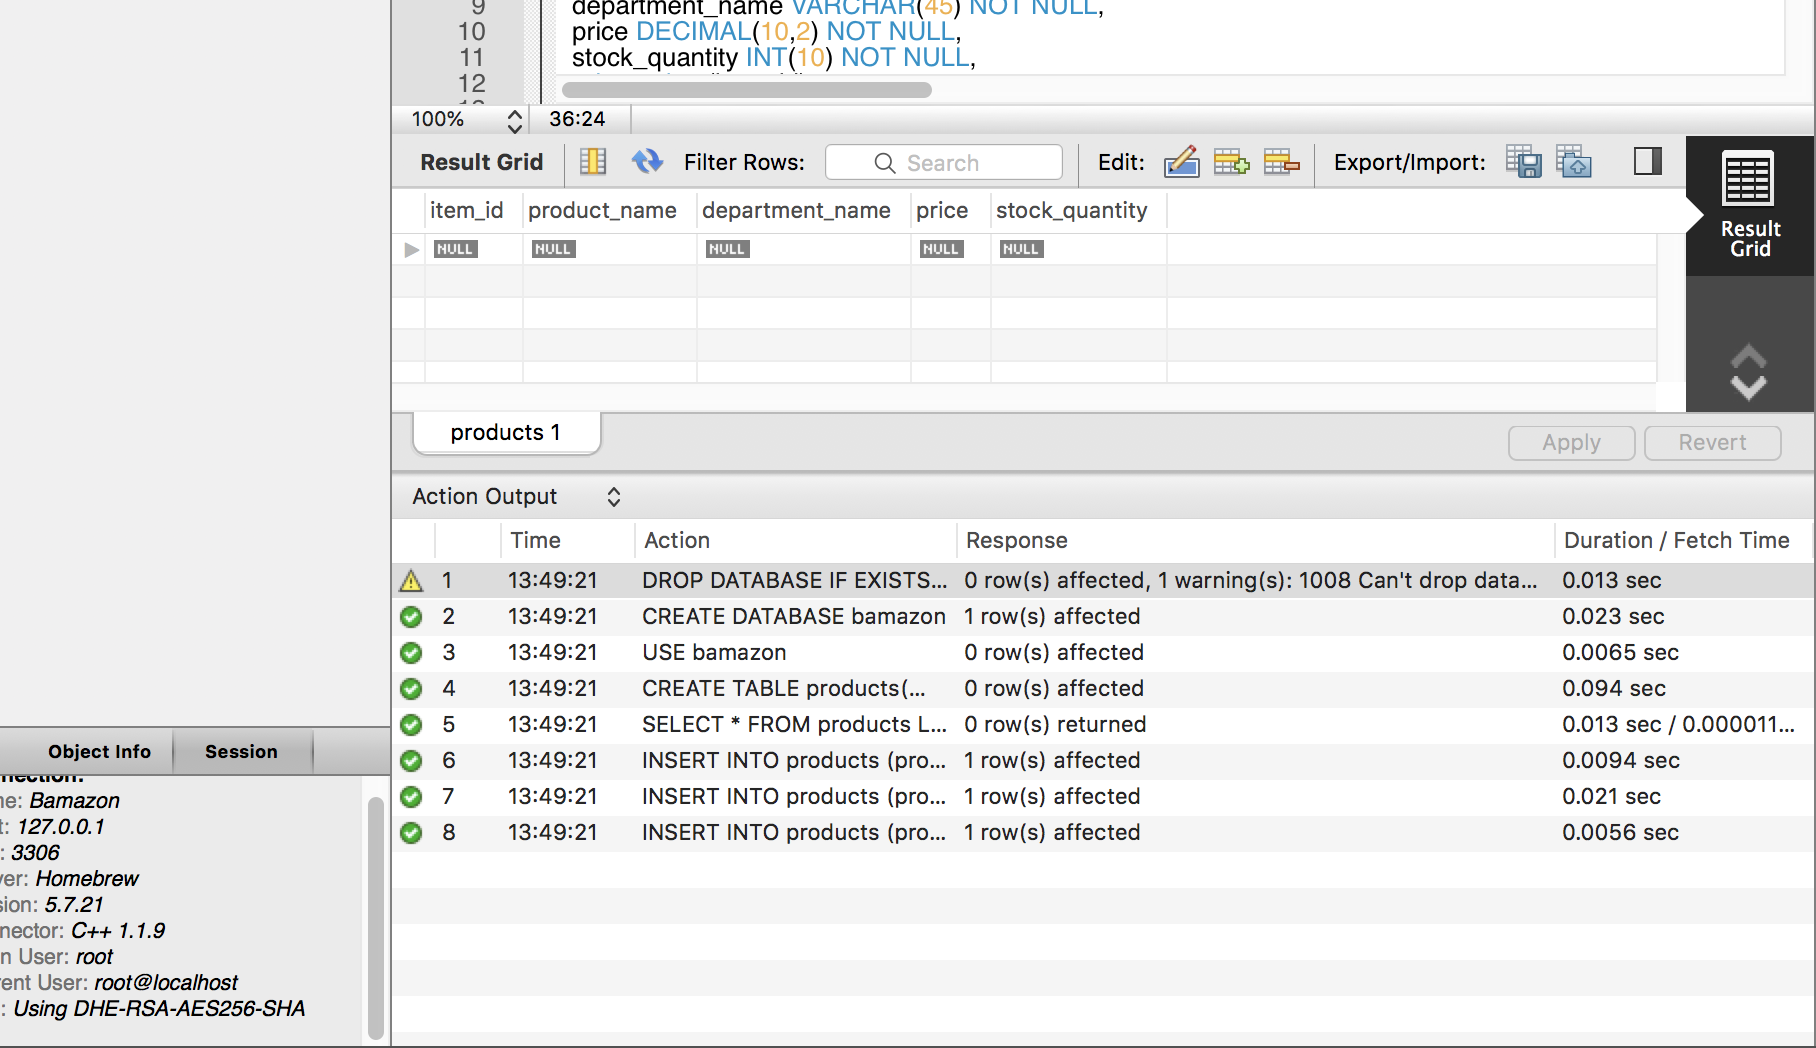 9 department_name VARCHAR(45) NOT NULL,
10 price DECIMAL(10,2) NOT NULL,
11 stock_quantity INT(10) NOT NULL,
12
100% 36:24
Result Grid Filter Rows: Search Edit: Export/Import:
item_id product_name department_name price stock_quantity
NULL NULL NULL NULL NULL
Result
Grid
products 1
Apply Revert
Action Output
Time Action Response Duration / Fetch Time
1 13:49:21 DROP DATABASE IF EXISTS... 0 row(s) affected, 1 warning(s): 1008 Can't drop data... 0.013 sec
2 13:49:21 CREATE DATABASE bamazon 1 row(s) affected 0.023 sec
3 13:49:21 USE bamazon 0 row(s) affected 0.0065 sec
4 13:49:21 CREATE TABLE products(... 0 row(s) affected 0.094 sec
5 13:49:21 SELECT * FROM products L... 0 row(s) returned 0.013 sec / 0.000011...
6 13:49:21 INSERT INTO products (pro... 1 row(s) affected 0.0094 sec
7 13:49:21 INSERT INTO products (pro... 1 row(s) affected 0.021 sec
8 13:49:21 INSERT INTO products (pro... 1 row(s) affected 0.0056 sec
Object Info Session
ne: Bamazon
t: 127.0.0.1
: 3306
ver: Homebrew
sion: 5.7.21
nector: C++ 1.1.9
n User: root
rent User: root@localhost
: Using DHE-RSA-AES256-SHA